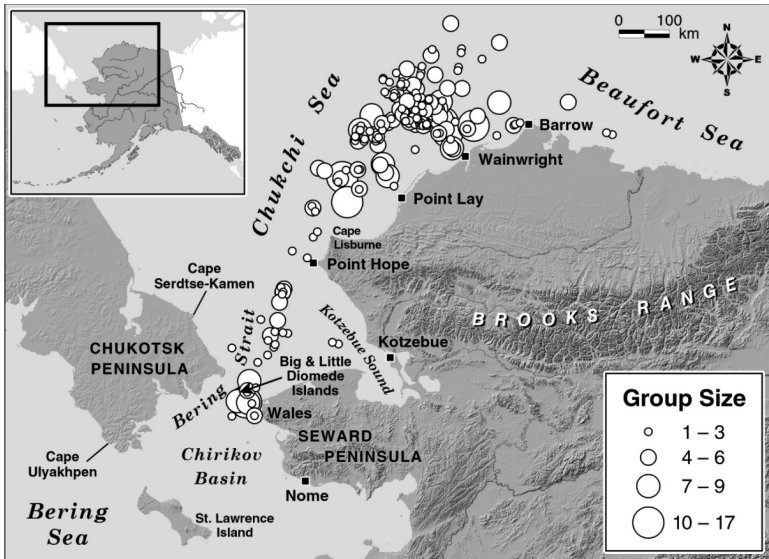 0 100
km
N
W E
S
Chukchi Sea
Beaufort Sea
Barrow
Wainwright
Point Lay
Cape
Lisburne
Point Hope
Cape
Serdtse-Kamen
BROOKS RANGE
Kotzebue Sound
Kotzebue
CHUKOTSK
PENINSULA
Bering Strait
Big & Little
Diomede
Islands
Wales
SEWARD
PENINSULA
Cape
Ulyakhpen
Chirikov
Basin
Nome
Bering
Sea
St. Lawrence
Island
Group Size
1 – 3
4 – 6
7 – 9
10 – 17